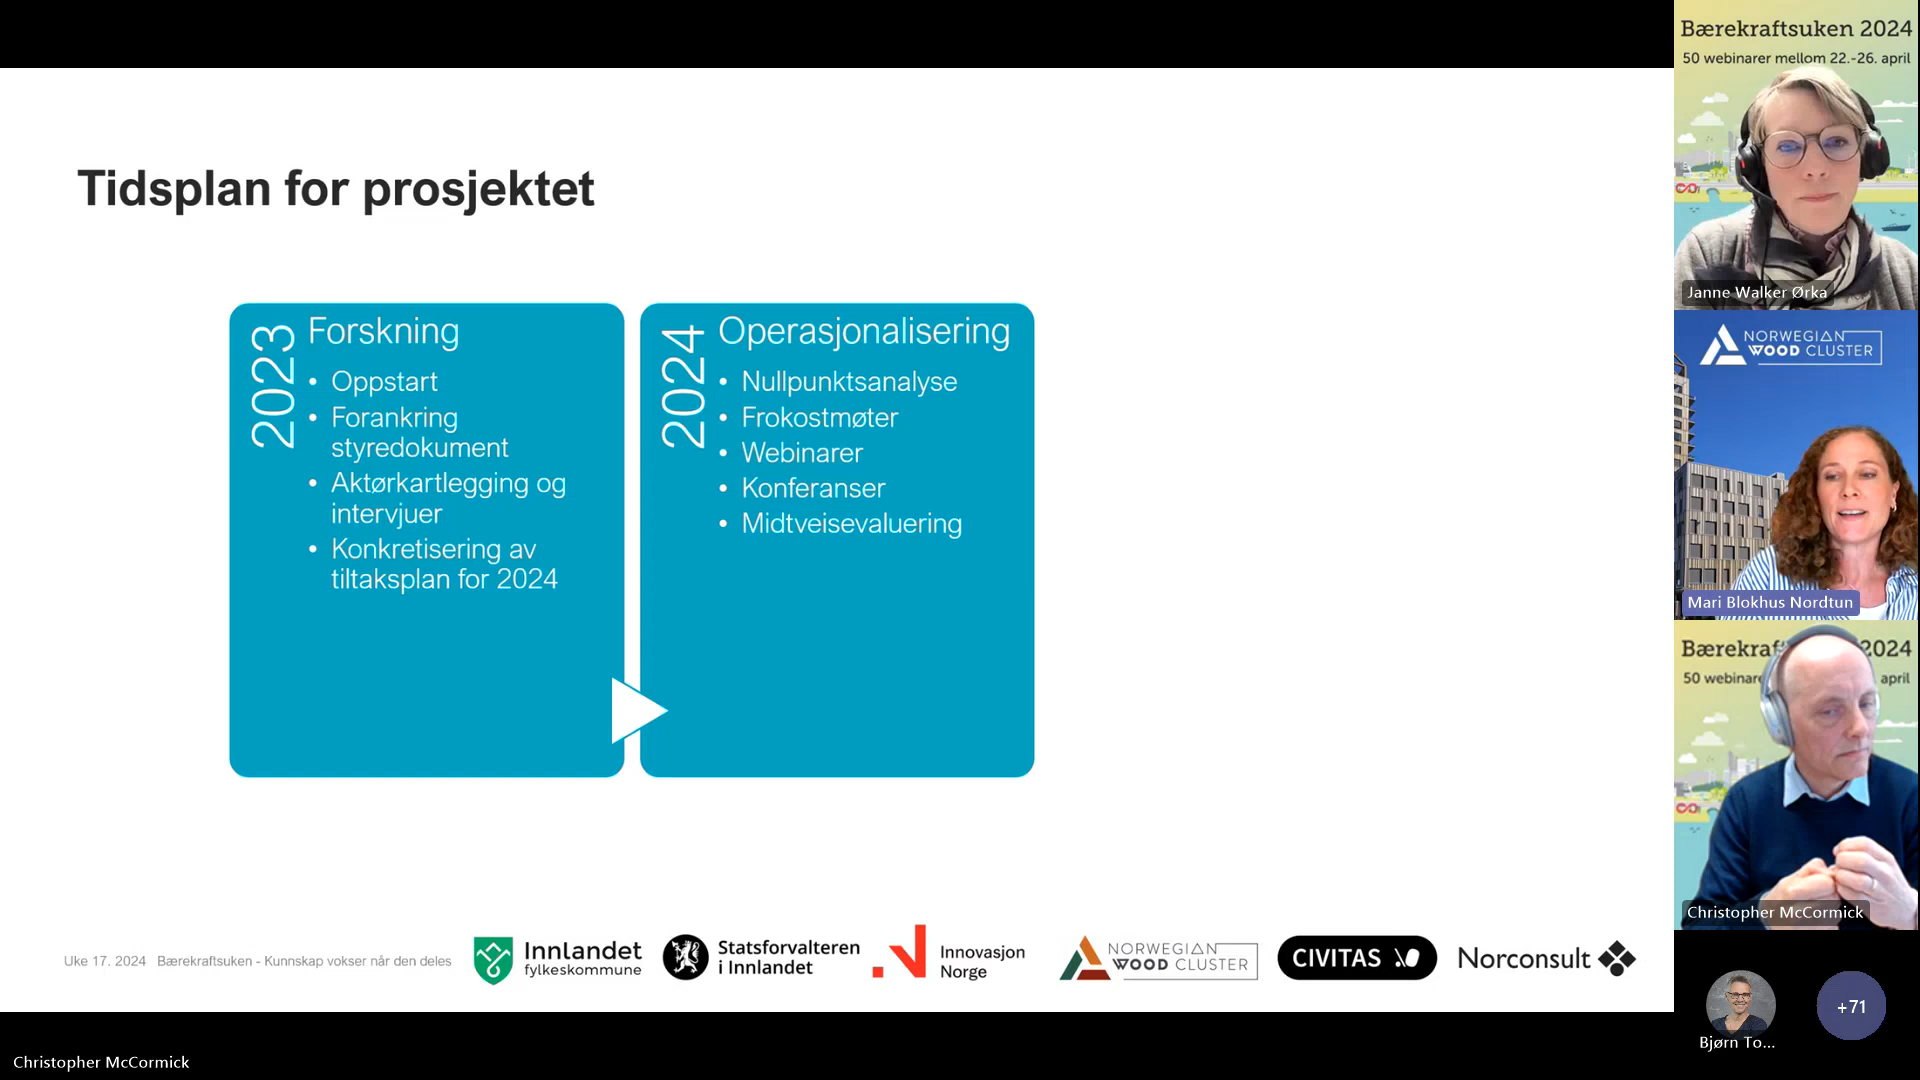 Tidsplan for prosjektet
2023
Forskning
• Oppstart
• Forankring
styredokument
• Aktørkartlegging og
intervjuer
• Konkretisering av
tiltaksplan for 2024
2024
Operasjonalisering
• Nullpunktsanalyse
• Frokostmøter
• Webinarer
• Konferanser
• Midtveisevaluering
Uke 17. 2024 Bærekraftsuken - Kunnskap vokser når den deles
Innlandet
fylkeskommune
Statsforvalteren
i Innlandet
Innovasjon
Norge
NORWEGIAN
WOOD CLUSTER
CIVITAS
Norconsult
Christopher McCormick
Bærekraftsuken 2024
50 webinarer mellom 22.-26. april
Janne Walker Ørka
NORWEGIAN
WOOD CLUSTER
Mari Blokhus Nordtun
Bærekraf 2024
50 webinare april
Christopher McCormick
Bjørn To...
+71